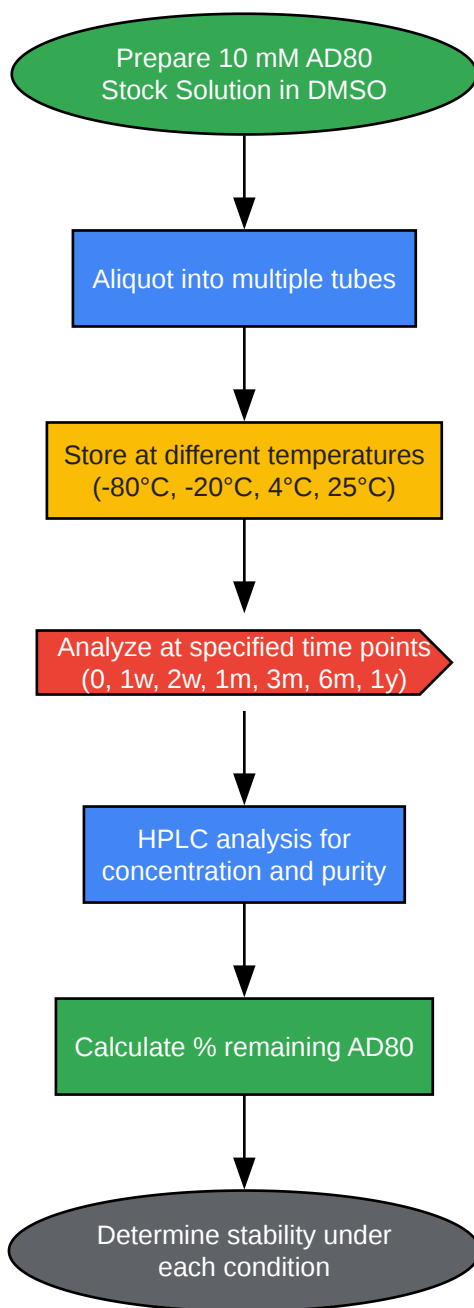 Prepare 10 mM AD80
Stock Solution in DMSO
Aliquot into multiple tubes
Store at different temperatures
(-80°C, -20°C, 4°C, 25°C)
Analyze at specified time points
(0, 1w, 2w, 1m, 3m, 6m, 1y)
HPLC analysis for
concentration and purity
Calculate % remaining AD80
Determine stability under
each condition